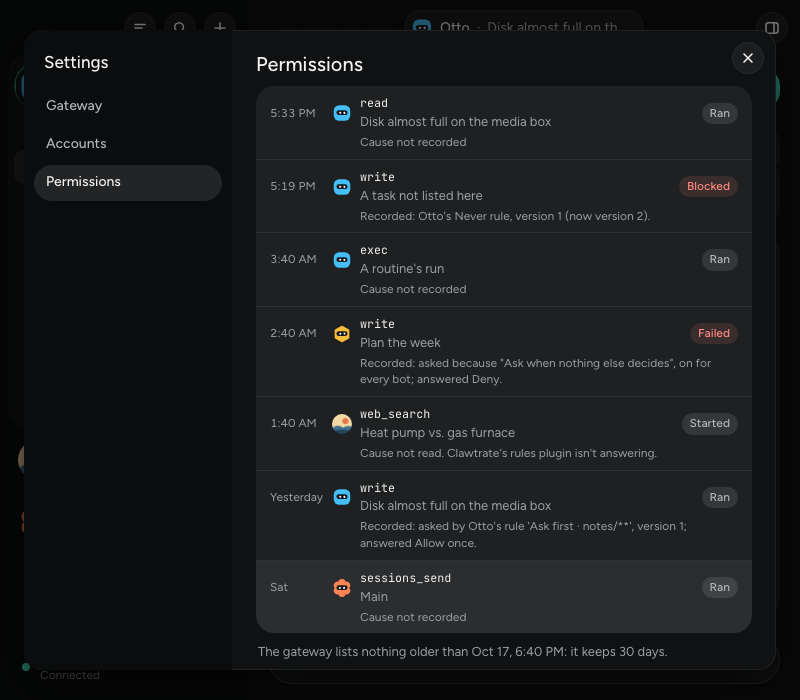 Otto · Disk almost full on th
Settings
Gateway
Accounts
Permissions
Permissions
5:33 PM
read
Disk almost full on the media box
Cause not recorded
Ran
5:19 PM
write
A task not listed here
Recorded: Otto's Never rule, version 1 (now version 2).
Blocked
3:40 AM
exec
A routine's run
Cause not recorded
Ran
2:40 AM
write
Plan the week
Recorded: asked because "Ask when nothing else decides", on for
every bot; answered Deny.
Failed
1:40 AM
web_search
Heat pump vs. gas furnace
Cause not read. Clawtrate's rules plugin isn't answering.
Started
Yesterday
write
Disk almost full on the media box
Recorded: asked by Otto's rule 'Ask first · notes/**', version 1;
answered Allow once.
Ran
Sat
sessions_send
Main
Cause not recorded
Ran
The gateway lists nothing older than Oct 17, 6:40 PM: it keeps 30 days.
Connected